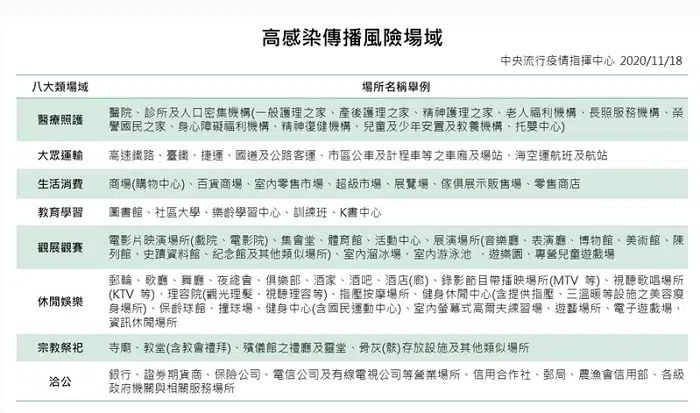 高感染傳播風險場域
中央流行疫情指揮中心 2020/11/18
八大類場域 場所名稱舉例
醫療照護 醫院、診所及人口密集機構(一般護理之家、產後護理之家、精神護理之家、老人福利機構、長照服務機構、榮
譽國民之家、身心障礙福利機構、精神復健機構、兒童及少年安置及教養機構、托嬰中心)
大眾運輸 高速鐵路、臺鐵、捷運、國道及公路客運、市區公車及計程車等之車廂及場站、海空運航班及航站
生活消費 商場(購物中心)、百貨商場、室內零售市場、超級市場、展覽場、傢俱展示販售場、零售商店
教育學習 圖書館、社區大學、樂齡學習中心、訓練班、K書中心
觀展觀賽 電影片映演場所(戲院、電影院)、集會堂、體育館、活動中心、展演場所(音樂廳、表演廳、博物館、美術館、陳
列館、史蹟資料館、紀念館及其他類似場所)、室內溜冰場、室內游泳池 、遊樂園、專營兒童遊戲場
休閒娛樂 郵輪、歌廳、舞廳、夜總會、俱樂部、酒家、酒吧、酒店(廊)、錄影節目帶播映場所(MTV 等)、視聽歌唱場所
(KTV 等)、理容院(觀光理髮、視聽理容等)、指壓按摩場所、健身休閒中心(含提供指壓、三溫暖等設施之美容瘦
身場所)、保齡球館、撞球場、健身中心(含國民運動中心)、室內螢幕式高爾夫練習場、遊藝場所、電子遊戲場、
資訊休閒場所
宗教祭祀 寺廟、教堂(含教會禮拜)、殯儀館之禮廳及靈堂、骨灰(骸)存放設施及其他類似場所
洽公 銀行、證券期貨商、保險公司、電信公司及有線電視公司等營業場所、信用合作社、郵局、農漁會信用部、各級
政府機關與相關服務場所